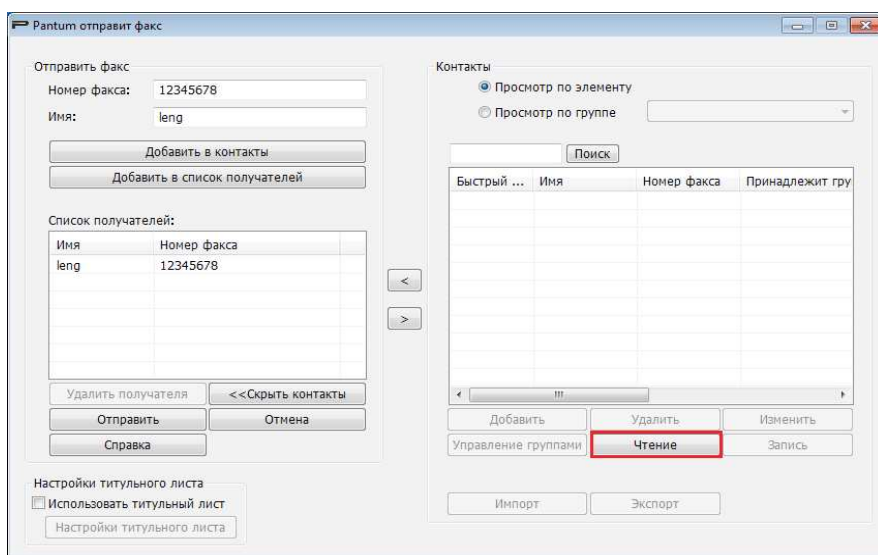 Pantum отправит факс
Отправить факс
Номер факса: 12345678
Имя: leng
Добавить в контакты
Добавить в список получателей
Список получателей:
Имя Номер факса
leng 12345678
Удалить получателя <<Скрыть контакты
Отправить Отмена
Справка
Настройки титульного листа
Использовать титульный лист
Настройки титульного листа
<
>
Контакты
Просмотр по элементу
Просмотр по группе
Поиск
Быстрый ... Имя Номер факса Принадлежит гру
Добавить Удалить Изменить
Управление группами Чтение Запись
Импорт Экспорт